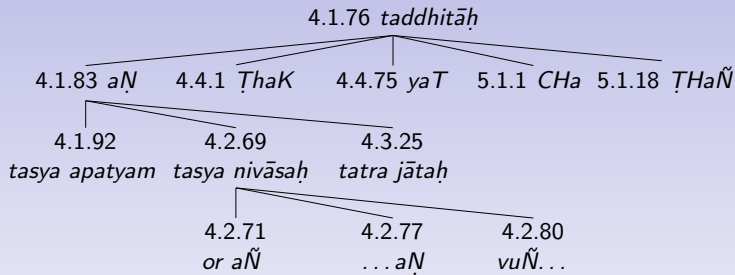 4.1.76 taddhitāḥ
4.1.83 aṆ 4.4.1 ṬhaK 4.4.75 yaT 5.1.1 CHa 5.1.18 ṬHaÑ
4.1.92 4.2.69 4.3.25
tasya apatyam tasya nivāsaḥ tatra jātaḥ
4.2.71 4.2.77 4.2.80
or aÑ ...aṆ vuÑ...